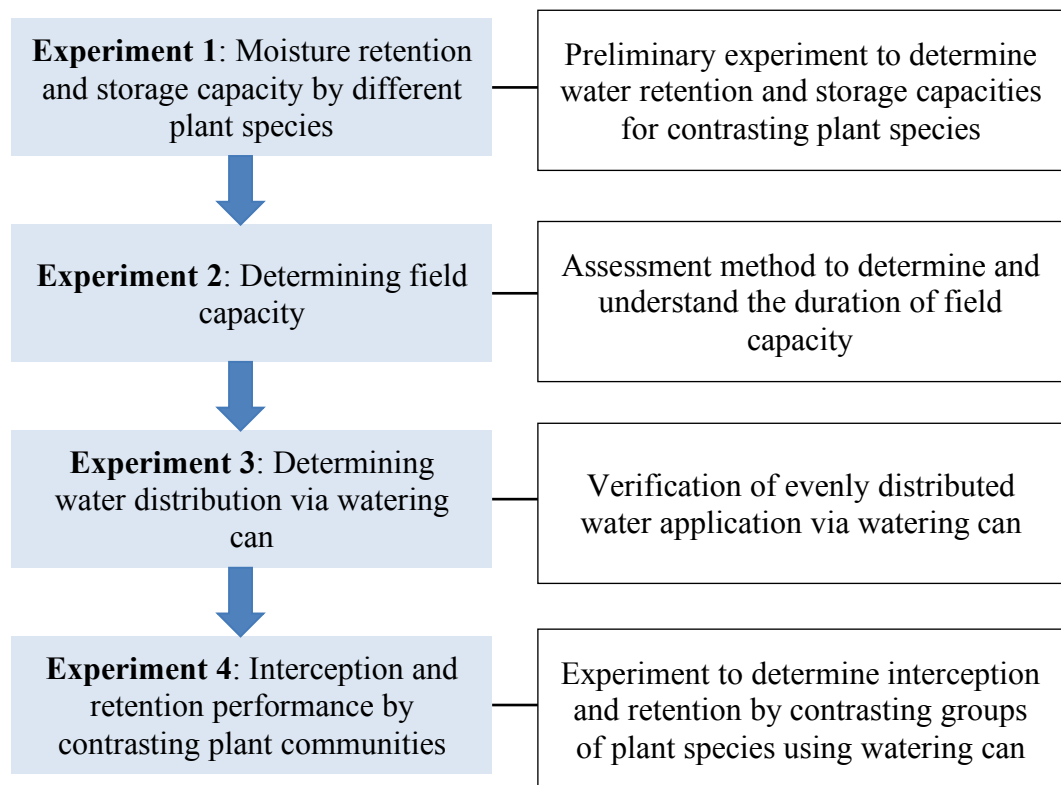 Experiment 1: Moisture retention
and storage capacity by different
plant species
Preliminary experiment to determine
water retention and storage capacities
for contrasting plant species
Experiment 2: Determining field
capacity
Assessment method to determine and
understand the duration of field
capacity
Experiment 3: Determining
water distribution via watering
can
Verification of evenly distributed
water application via watering can
Experiment 4: Interception and
retention performance by
contrasting plant communities
Experiment to determine interception
and retention by contrasting groups
of plant species using watering can